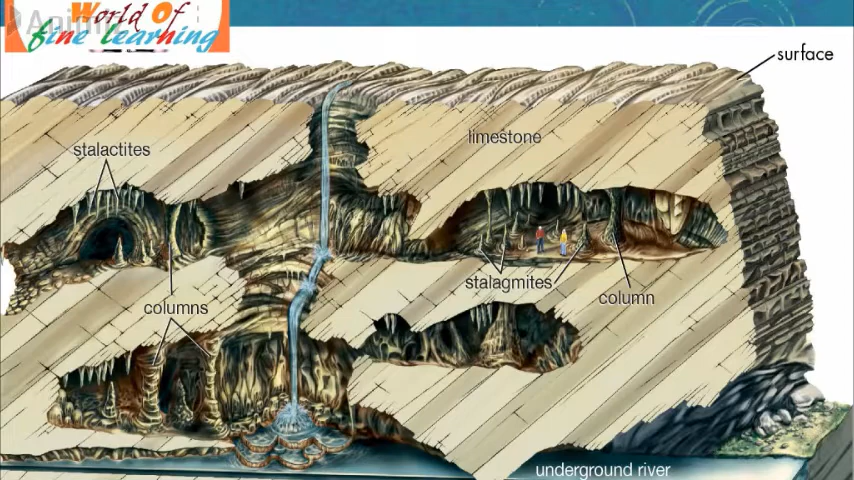 World Of
fine learning
surface
limestone
stalactites
stalagmites
column
columns
underground river